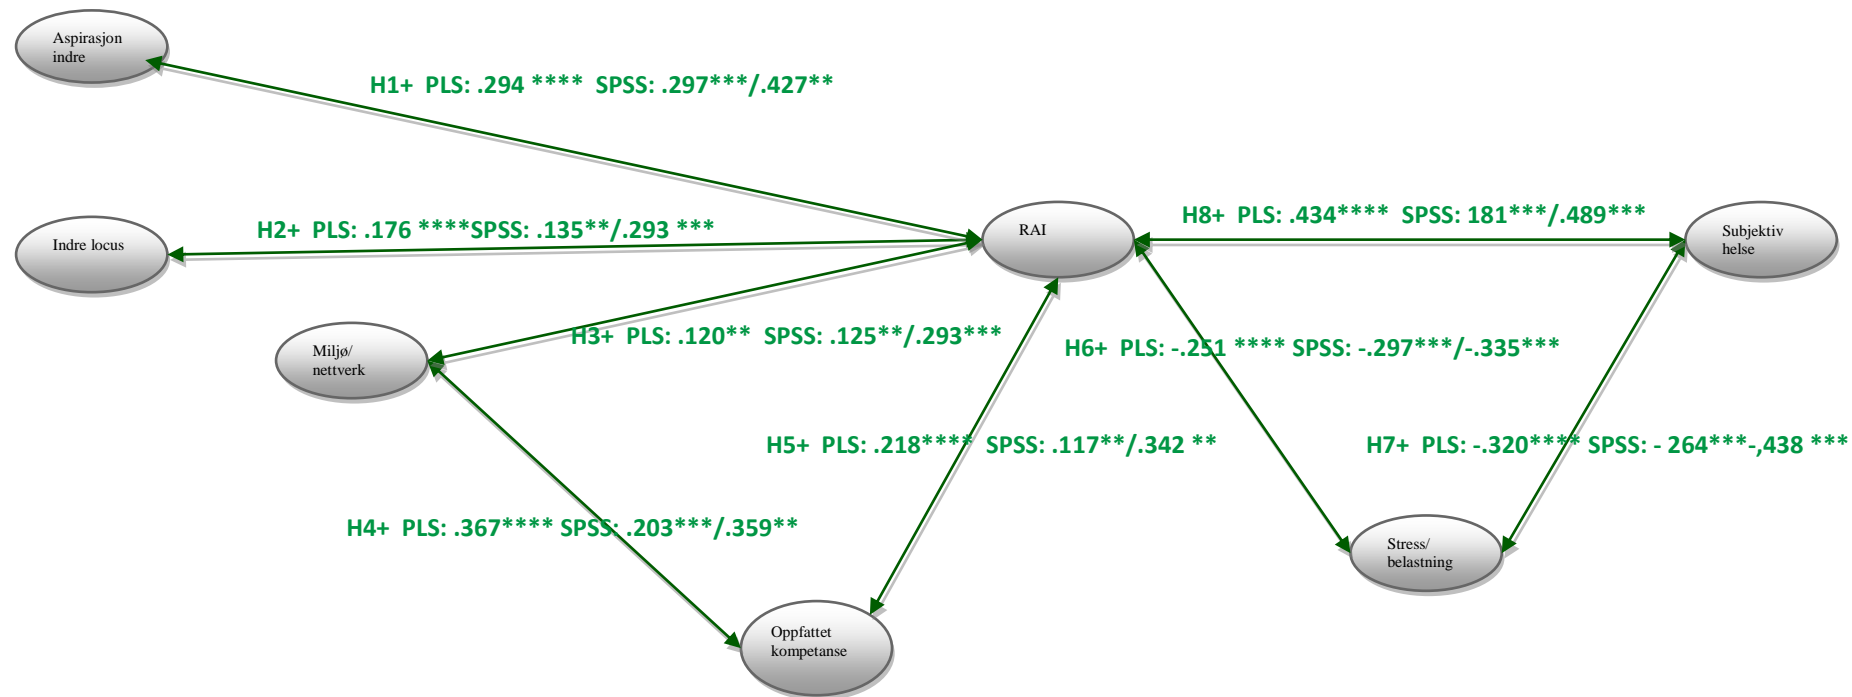 Aspirasjon
indre
H1+ PLS: .294 **** SPSS: .297***/.427**
Indre locus
H2+ PLS: .176 ****SPSS: .135**/.293 ***
RAI
H8+ PLS: .434**** SPSS: 181***/.489***
Subjektiv
helse
Miljø/
nettverk
H3+ PLS: .120** SPSS: .125**/.293***
H6+ PLS: -.251 **** SPSS: -.297***/-.335***
H5+ PLS: .218**** SPSS: .117**/.342 **
H7+ PLS: -.320**** SPSS: - 264***-,438 ***
H4+ PLS: .367**** SPSS: .203***/.359**
Stress/
belastning
Oppfattet
kompetanse